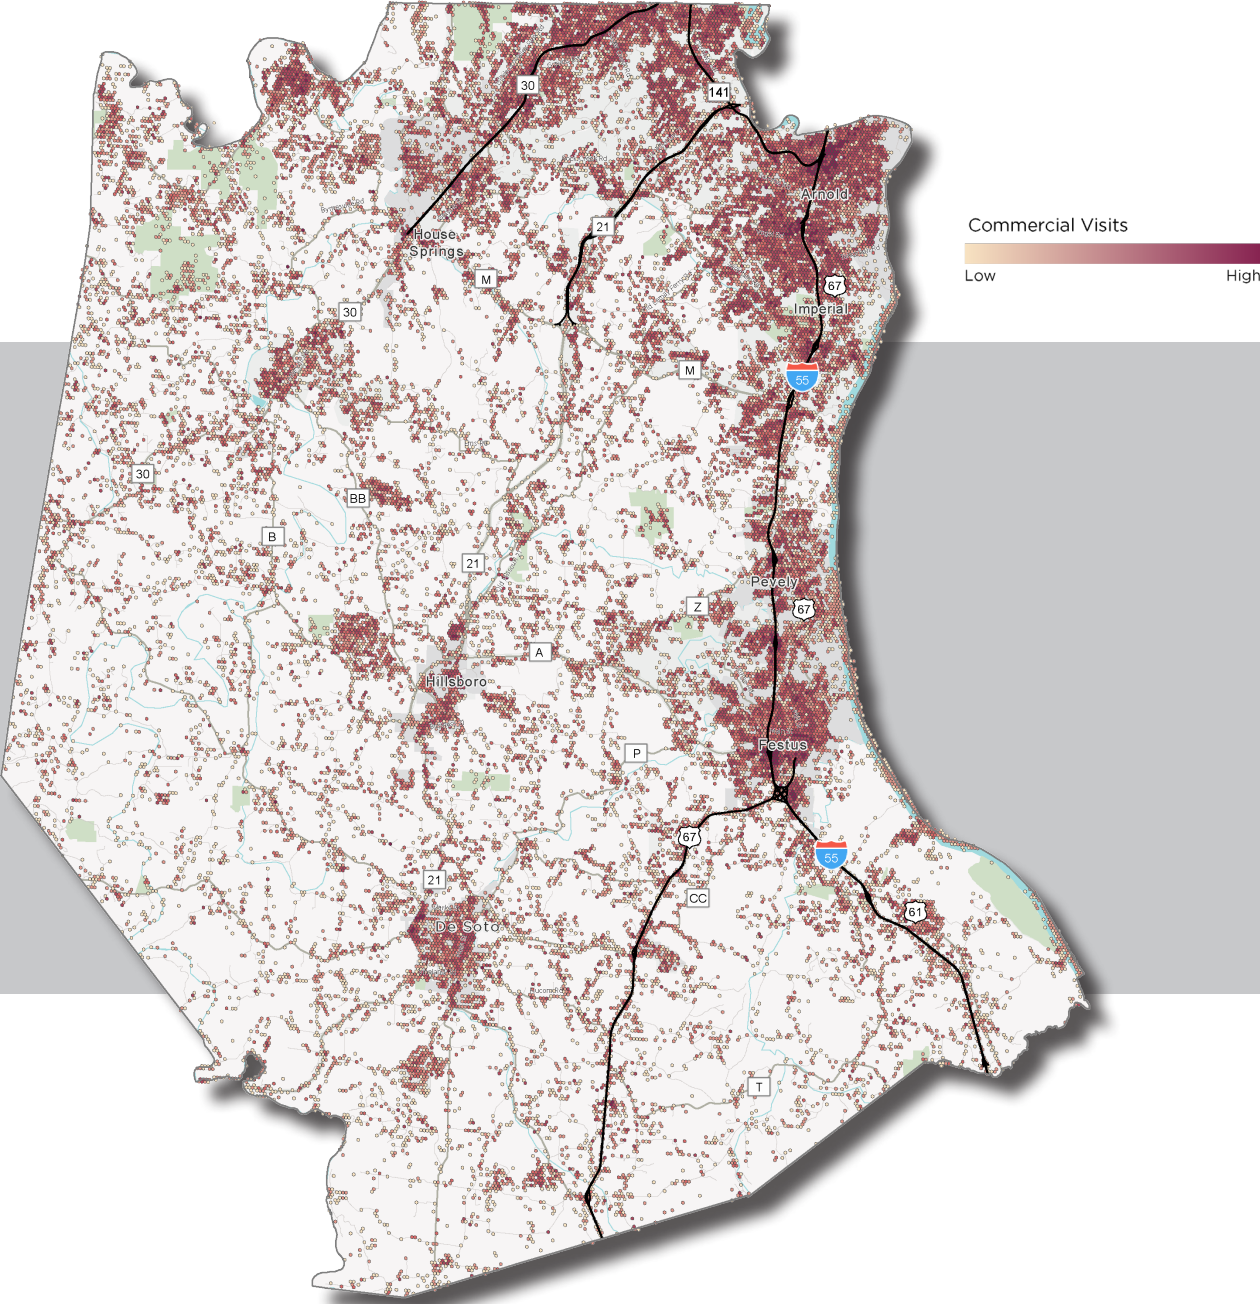 30
141
Arnold
21
House
Springs
M
67
30
Imperial
M
55
30
BB
B
21
Pevely
Z
67
A
Hillsboro
P
Festus
67
55
21
CC
61
De Soto
T
Commercial Visits
Low
High